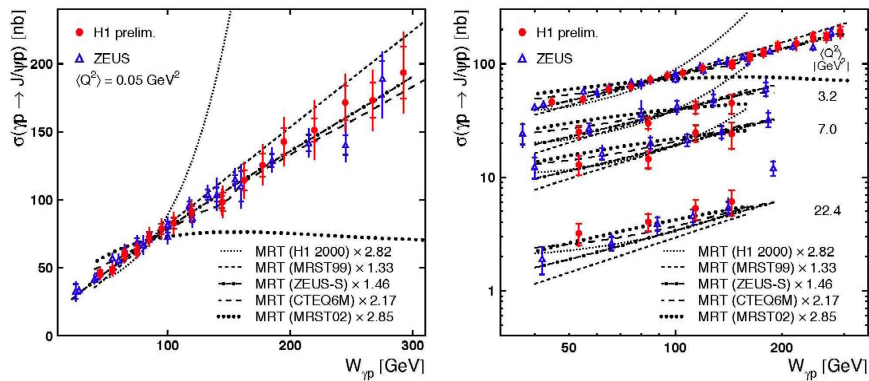 σ(γp → J/ψp) [nb]
H1 prelim.
ZEUS
⟨Q²⟩ = 0.05 GeV²
200
150
100
50
0
MRT (H1 2000) × 2.82
MRT (MRST99) × 1.33
MRT (ZEUS-S) × 1.46
MRT (CTEQ6M) × 2.17
MRT (MRST02) × 2.85
100
200
300
Wγp [GeV]
σ(γp → J/ψp) [nb]
H1 prelim.
ZEUS
⟨Q²⟩
[GeV²]
100
10
1
3.2
7.0
22.4
MRT (H1 2000) × 2.82
MRT (MRST99) × 1.33
MRT (ZEUS-S) × 1.46
MRT (CTEQ6M) × 2.17
MRT (MRST02) × 2.85
50
100
200
Wγp [GeV]